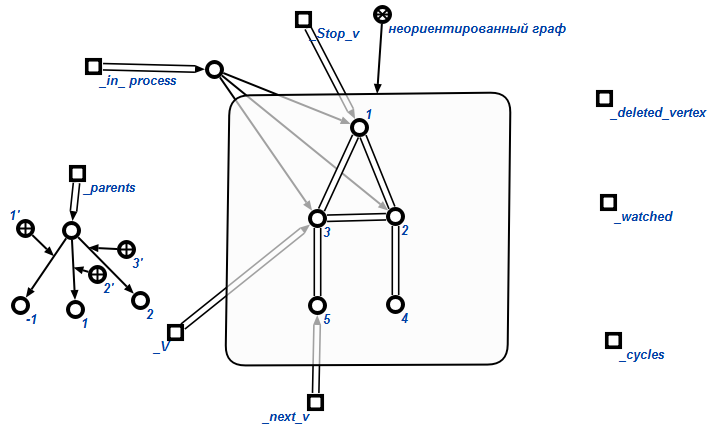 _Stop_v
неориентированный граф
_in_ process
1
_deleted_vertex
_parents
_watched
1'
3
2
3'
2'
-1
1
2
5
4
_V
_cycles
_next_v